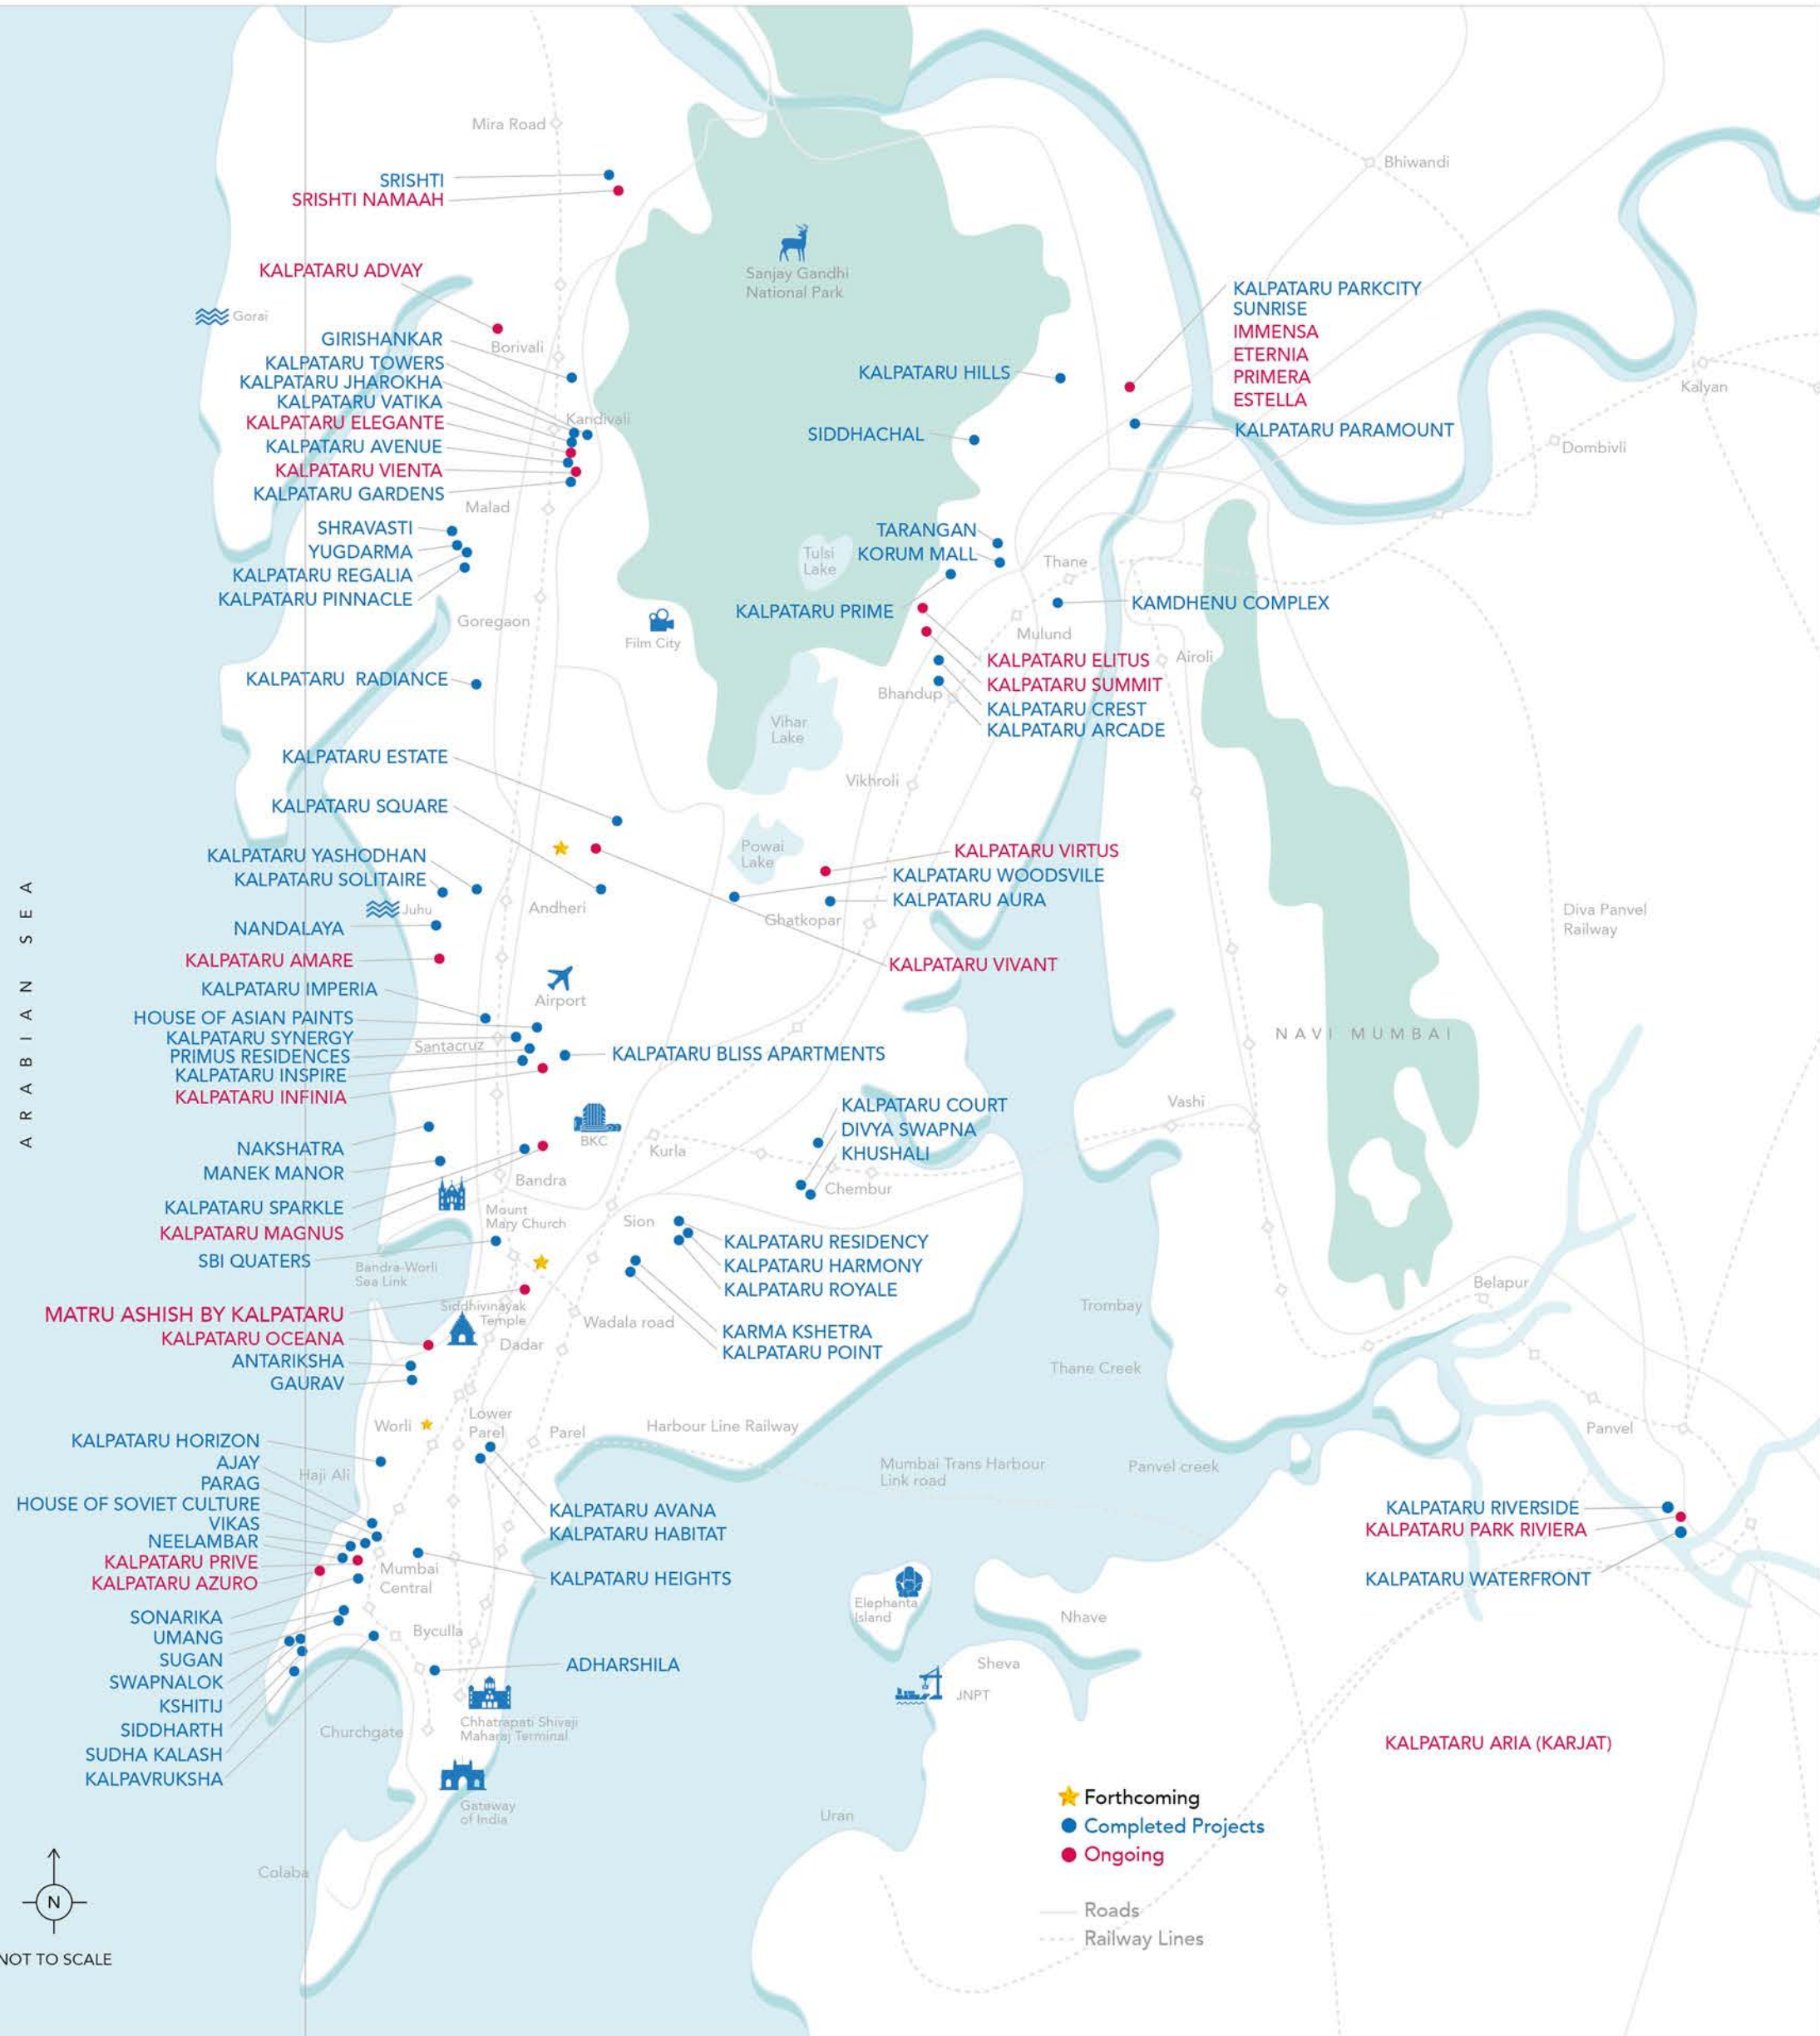 Mira Road
Bhiwandi
SRISHTI
SRISHTI NAMAAH
Sanjay Gandhi
National Park
KALPATARU ADVAY
Gorai
Borivali
GIRISHANKAR
KALPATARU TOWERS
KALPATARU JHAROKHA
KALPATARU VATIKA
KALPATARU ELEGANTE
KALPATARU AVENUE
KALPATARU VIENTA
KALPATARU GARDENS
Kandivali
KALPATARU HILLS
SIDDHACHAL
KALPATARU PARKCITY
SUNRISE
IMMENSA
ETERNIA
PRIMERA
ESTELLA
KALPATARU PARAMOUNT
Kalyan
Dombivli
Malad
SHRAVASTI
YUGDARMA
KALPATARU REGALIA
KALPATARU PINNACLE
Goregaon
Film City
Tulsi
Lake
TARANGAN
KORUM MALL
KALPATARU PRIME
Thane
KAMDHENU COMPLEX
Mulund
Airoli
KALPATARU ELITUS
KALPATARU SUMMIT
KALPATARU CREST
KALPATARU ARCADE
Bhandup
KALPATARU RADIANCE
Vihar
Lake
Vikhroli
KALPATARU ESTATE
KALPATARU SQUARE
KALPATARU YASHODHAN
KALPATARU SOLITAIRE
Juhu
Andheri
NANDALAYA
Powai
Lake
KALPATARU VIRTUS
KALPATARU WOODSVILE
KALPATARU AURA
Ghatkopar
KALPATARU VIVANT
Diva Panvel
Railway
ARABIAN SEA
KALPATARU AMARE
KALPATARU IMPERIA
HOUSE OF ASIAN PAINTS
KALPATARU SYNERGY
PRIMUS RESIDENCES
KALPATARU INSPIRE
KALPATARU INFINIA
Airport
Santacruz
KALPATARU BLISS APARTMENTS
NAVI MUMBAI
BKC
Kurla
KALPATARU COURT
DIVYA SWAPNA
KHUSHALI
Chembur
Vashi
NAKSHATRA
MANEK MANOR
KALPATARU SPARKLE
KALPATARU MAGNUS
SBI QUATERS
Bandra
Mount
Mary Church
Bandra-Worli
Sea Link
Sion
KALPATARU RESIDENCY
KALPATARU HARMONY
KALPATARU ROYALE
KARMA KSHETRA
KALPATARU POINT
Wadala road
Trombay
Belapur
MATRU ASHISH BY KALPATARU
KALPATARU OCEANA
ANTARIKSHA
GAURAV
Siddhivinayak
Temple
Dadar
Thane Creek
Worli
Lower
Parel
Parel
Harbour Line Railway
Mumbai Trans Harbour
Link road
Panvel creek
Panvel
KALPATARU HORIZON
AJAY
PARAG
HOUSE OF SOVIET CULTURE
VIKAS
NEELAMBAR
KALPATARU PRIVE
KALPATARU AZURO
Haji Ali
Mumbai
Central
KALPATARU AVANA
KALPATARU HABITAT
KALPATARU HEIGHTS
KALPATARU RIVERSIDE
KALPATARU PARK RIVIERA
KALPATARU WATERFRONT
SONARIKA
UMANG
SUGAN
SWAPNALOK
KSHITIJ
SIDDHARTH
SUDHA KALASH
KALPAVRUKSHA
Byculla
ADHARSHILA
Elephanta
Island
Nhave
Sheva
JNPT
Churchgate
Chhatrapati Shivaji
Maharaj Terminal
Gateway
of India
Colaba
Uran
KALPATARU ARIA (KARJAT)
Forthcoming
Completed Projects
Ongoing
Roads
Railway Lines
N
NOT TO SCALE